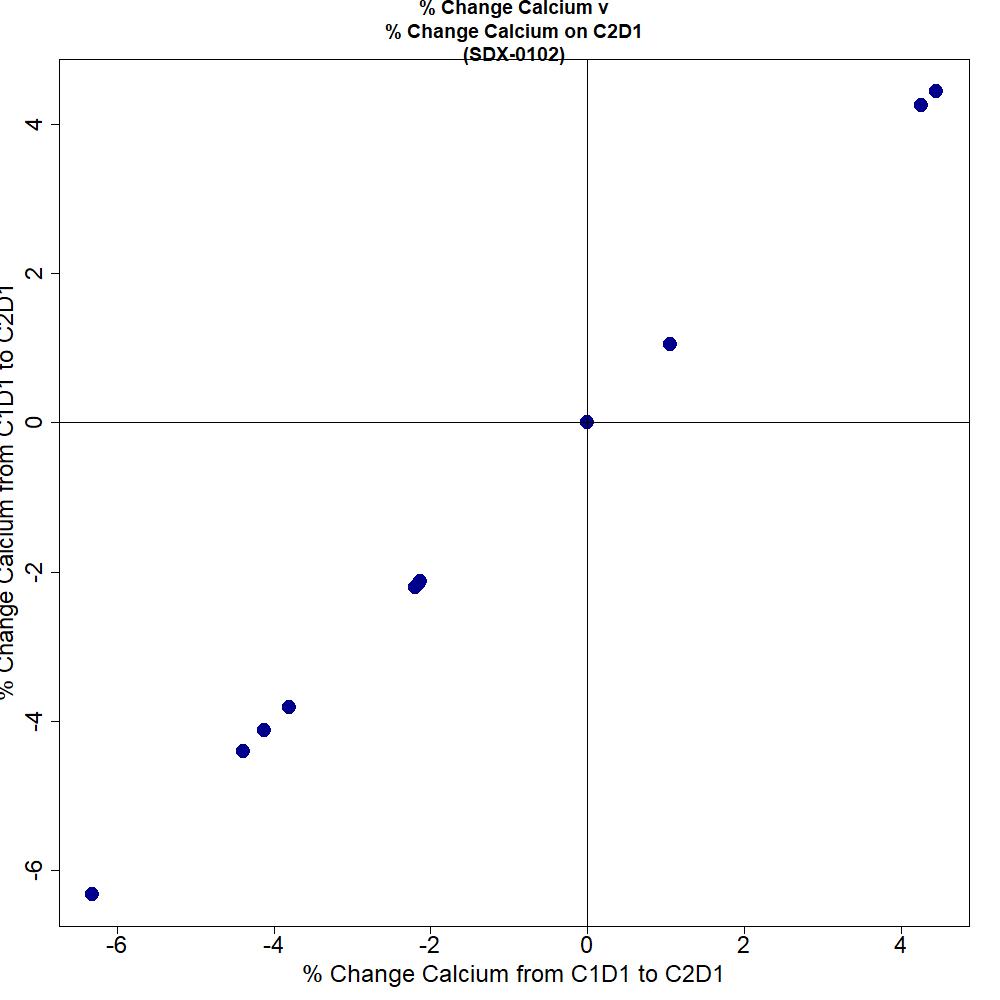 % Change Calcium v
% Change Calcium on C2D1
(SDX-0102)
% Change Calcium from C1D1 to C2D1
4
2
0
-2
-4
-6
-6
-4
-2
0
2
4
% Change Calcium from C1D1 to C2D1